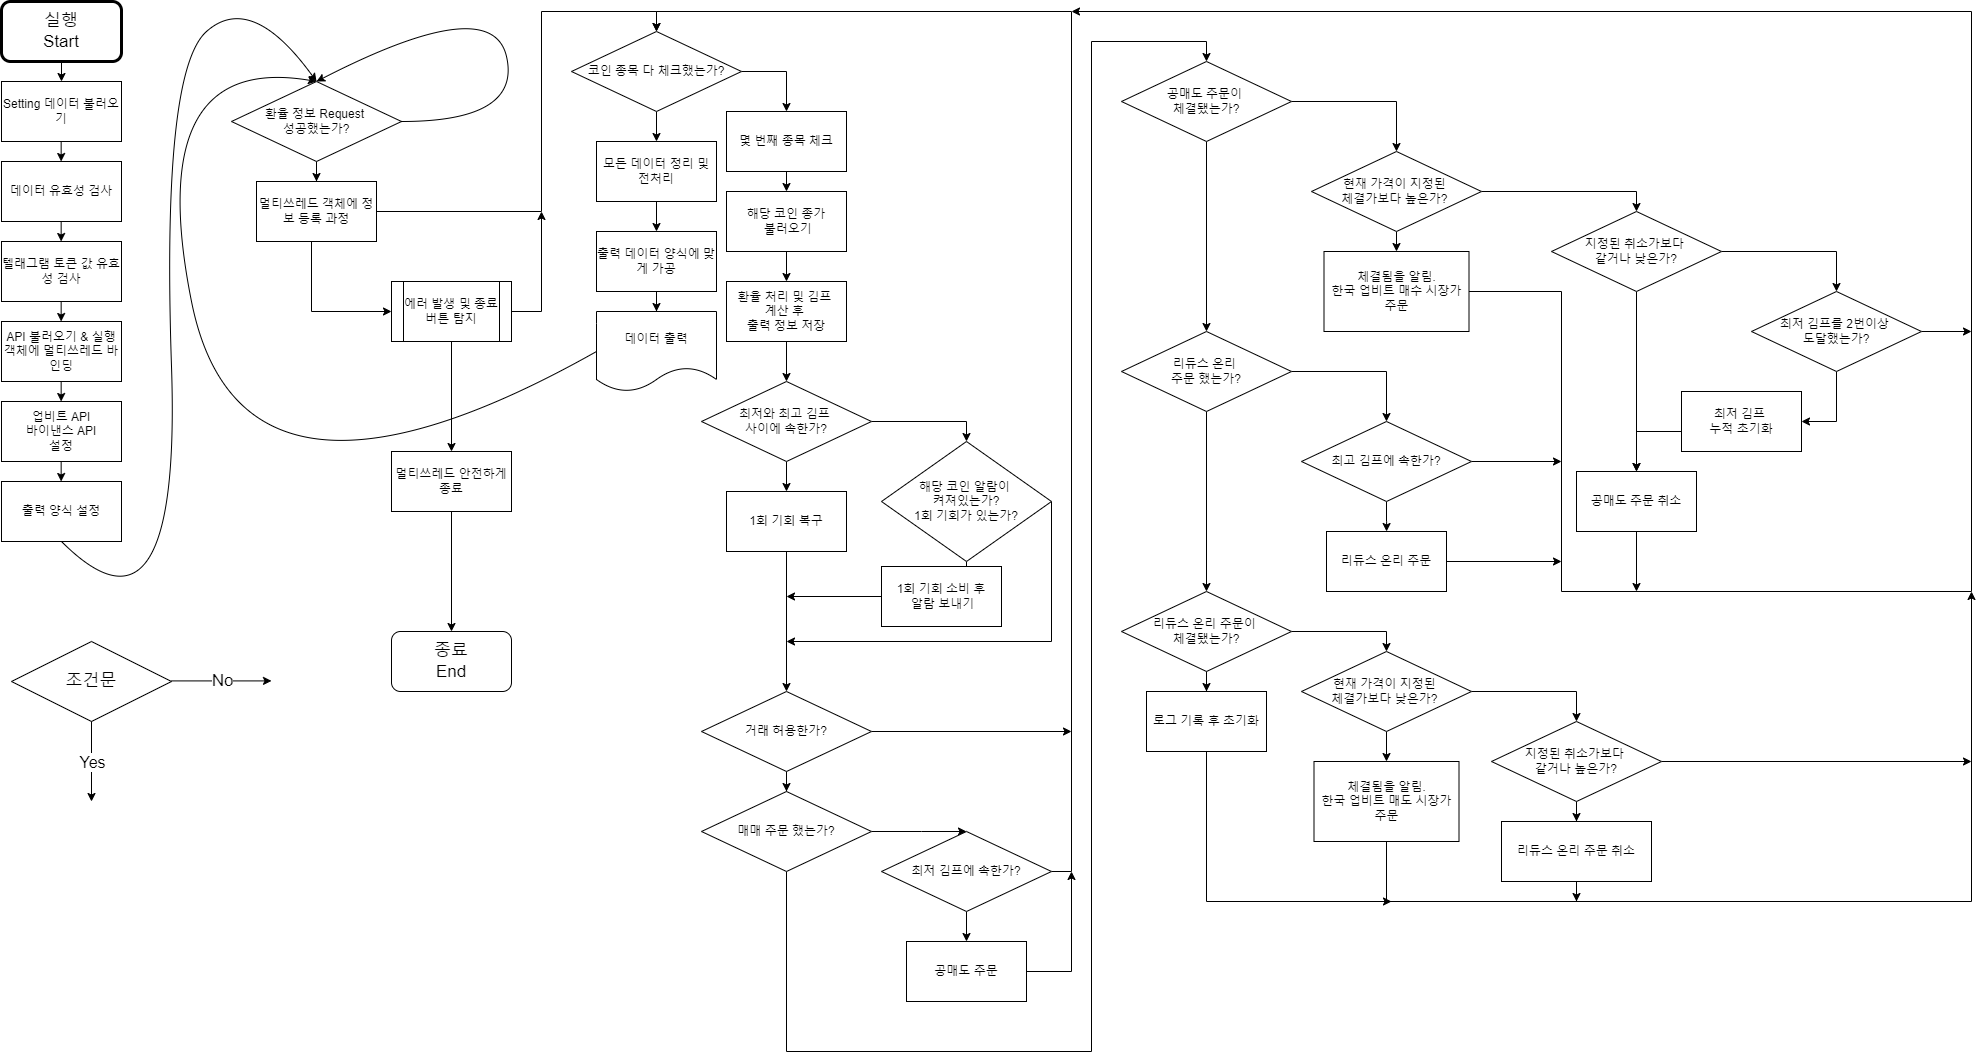 실행
Start
Setting 데이터 불러오
기
데이터 유효성 검사
텔래그램 토큰 값 유효
성 검사
API 불러오기 & 실행
객체에 멀티쓰레드 바
인딩
업비트 API
바이낸스 API
설정
출력 양식 설정
조건문
No
Yes
환율 정보 Request
성공했는가?
멀티쓰레드 객체에 정
보 등록 과정
에러 발생 및 종료
버튼 탐지
멀티쓰레드 안전하게
종료
종료
End
코인 종목 다 체크했는가?
모든 데이터 정리 및
전처리
출력 데이터 양식에 맞
게 가공
데이터 출력
몇 번째 종목 체크
해당 코인 종가
불러오기
환율 처리 및 김프
계산 후
출력 정보 저장
최저와 최고 김프
사이에 속한가?
1회 기회 복구
해당 코인 알람이
켜져있는가?
1회 기회가 있는가?
1회 기회 소비 후
알람 보내기
거래 허용한가?
매매 주문 했는가?
최저 김프에 속한가?
공매도 주문
공매도 주문이
체결됐는가?
현재 가격이 지정된
체결가보다 높은가?
체결됨을 알림.
한국 업비트 매수 시장가
주문
지정된 취소가보다
같거나 낮은가?
최저 김프를 2번이상
도달했는가?
최저 김프
누적 초기화
공매도 주문 취소
리듀스 온리
주문 했는가?
최고 김프에 속한가?
리듀스 온리 주문
리듀스 온리 주문이
체결됐는가?
로그 기록 후 초기화
현재 가격이 지정된
체결가보다 낮은가?
체결됨을 알림.
한국 업비트 매도 시장가
주문
지정된 취소가보다
같거나 높은가?
리듀스 온리 주문 취소